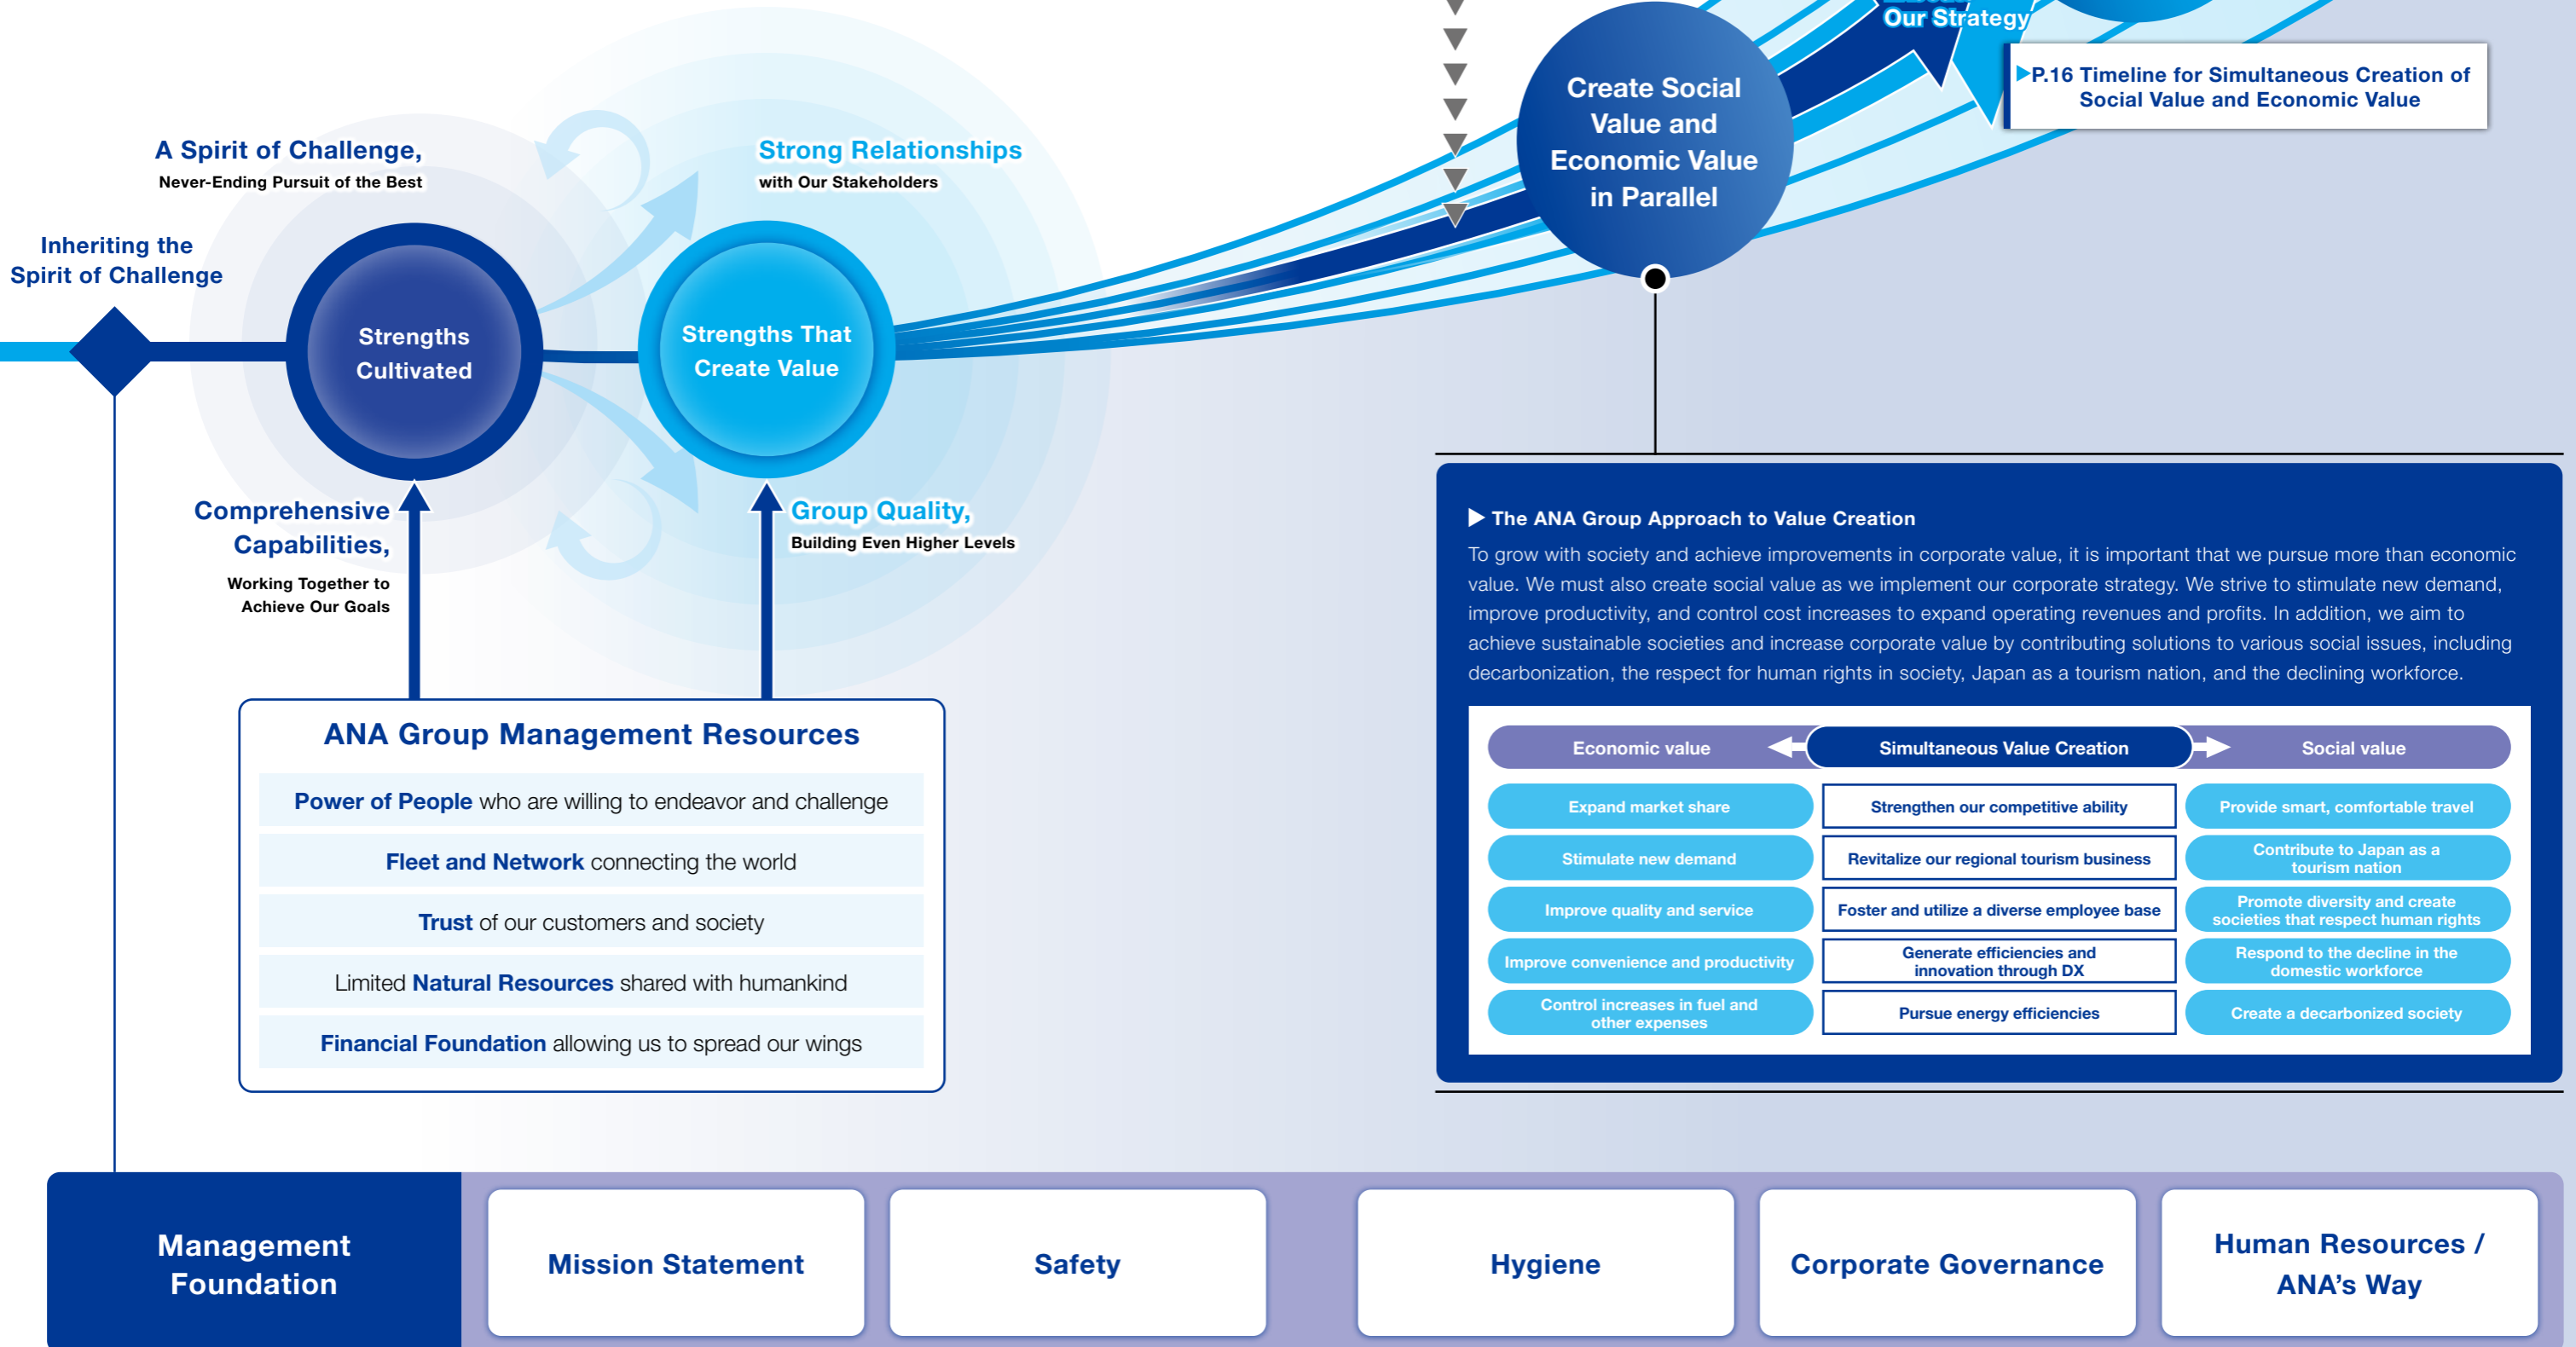 Our Strategy
▶P.16 Timeline for Simultaneous Creation of
Social Value and Economic Value
Create Social
Value and
Economic Value
in Parallel
A Spirit of Challenge,
Never-Ending Pursuit of the Best
Strong Relationships
with Our Stakeholders
Inheriting the
Spirit of Challenge
Strengths
Cultivated
Strengths That
Create Value
Comprehensive
Capabilities,
Working Together to
Achieve Our Goals
Group Quality,
Building Even Higher Levels
ANA Group Management Resources
Power of People who are willing to endeavor and challenge
Fleet and Network connecting the world
Trust of our customers and society
Limited Natural Resources shared with humankind
Financial Foundation allowing us to spread our wings
▶ The ANA Group Approach to Value Creation
To grow with society and achieve improvements in corporate value, it is important that we pursue more than economic
value. We must also create social value as we implement our corporate strategy. We strive to stimulate new demand,
improve productivity, and control cost increases to expand operating revenues and profits. In addition, we aim to
achieve sustainable societies and increase corporate value by contributing solutions to various social issues, including
decarbonization, the respect for human rights in society, Japan as a tourism nation, and the declining workforce.
Economic value
Simultaneous Value Creation
Social value
Expand market share
Strengthen our competitive ability
Provide smart, comfortable travel
Stimulate new demand
Revitalize our regional tourism business
Contribute to Japan as a
tourism nation
Improve quality and service
Foster and utilize a diverse employee base
Promote diversity and create
societies that respect human rights
Improve convenience and productivity
Generate efficiencies and
innovation through DX
Respond to the decline in the
domestic workforce
Control increases in fuel and
other expenses
Pursue energy efficiencies
Create a decarbonized society
Management
Foundation
Mission Statement
Safety
Hygiene
Corporate Governance
Human Resources /
ANA's Way